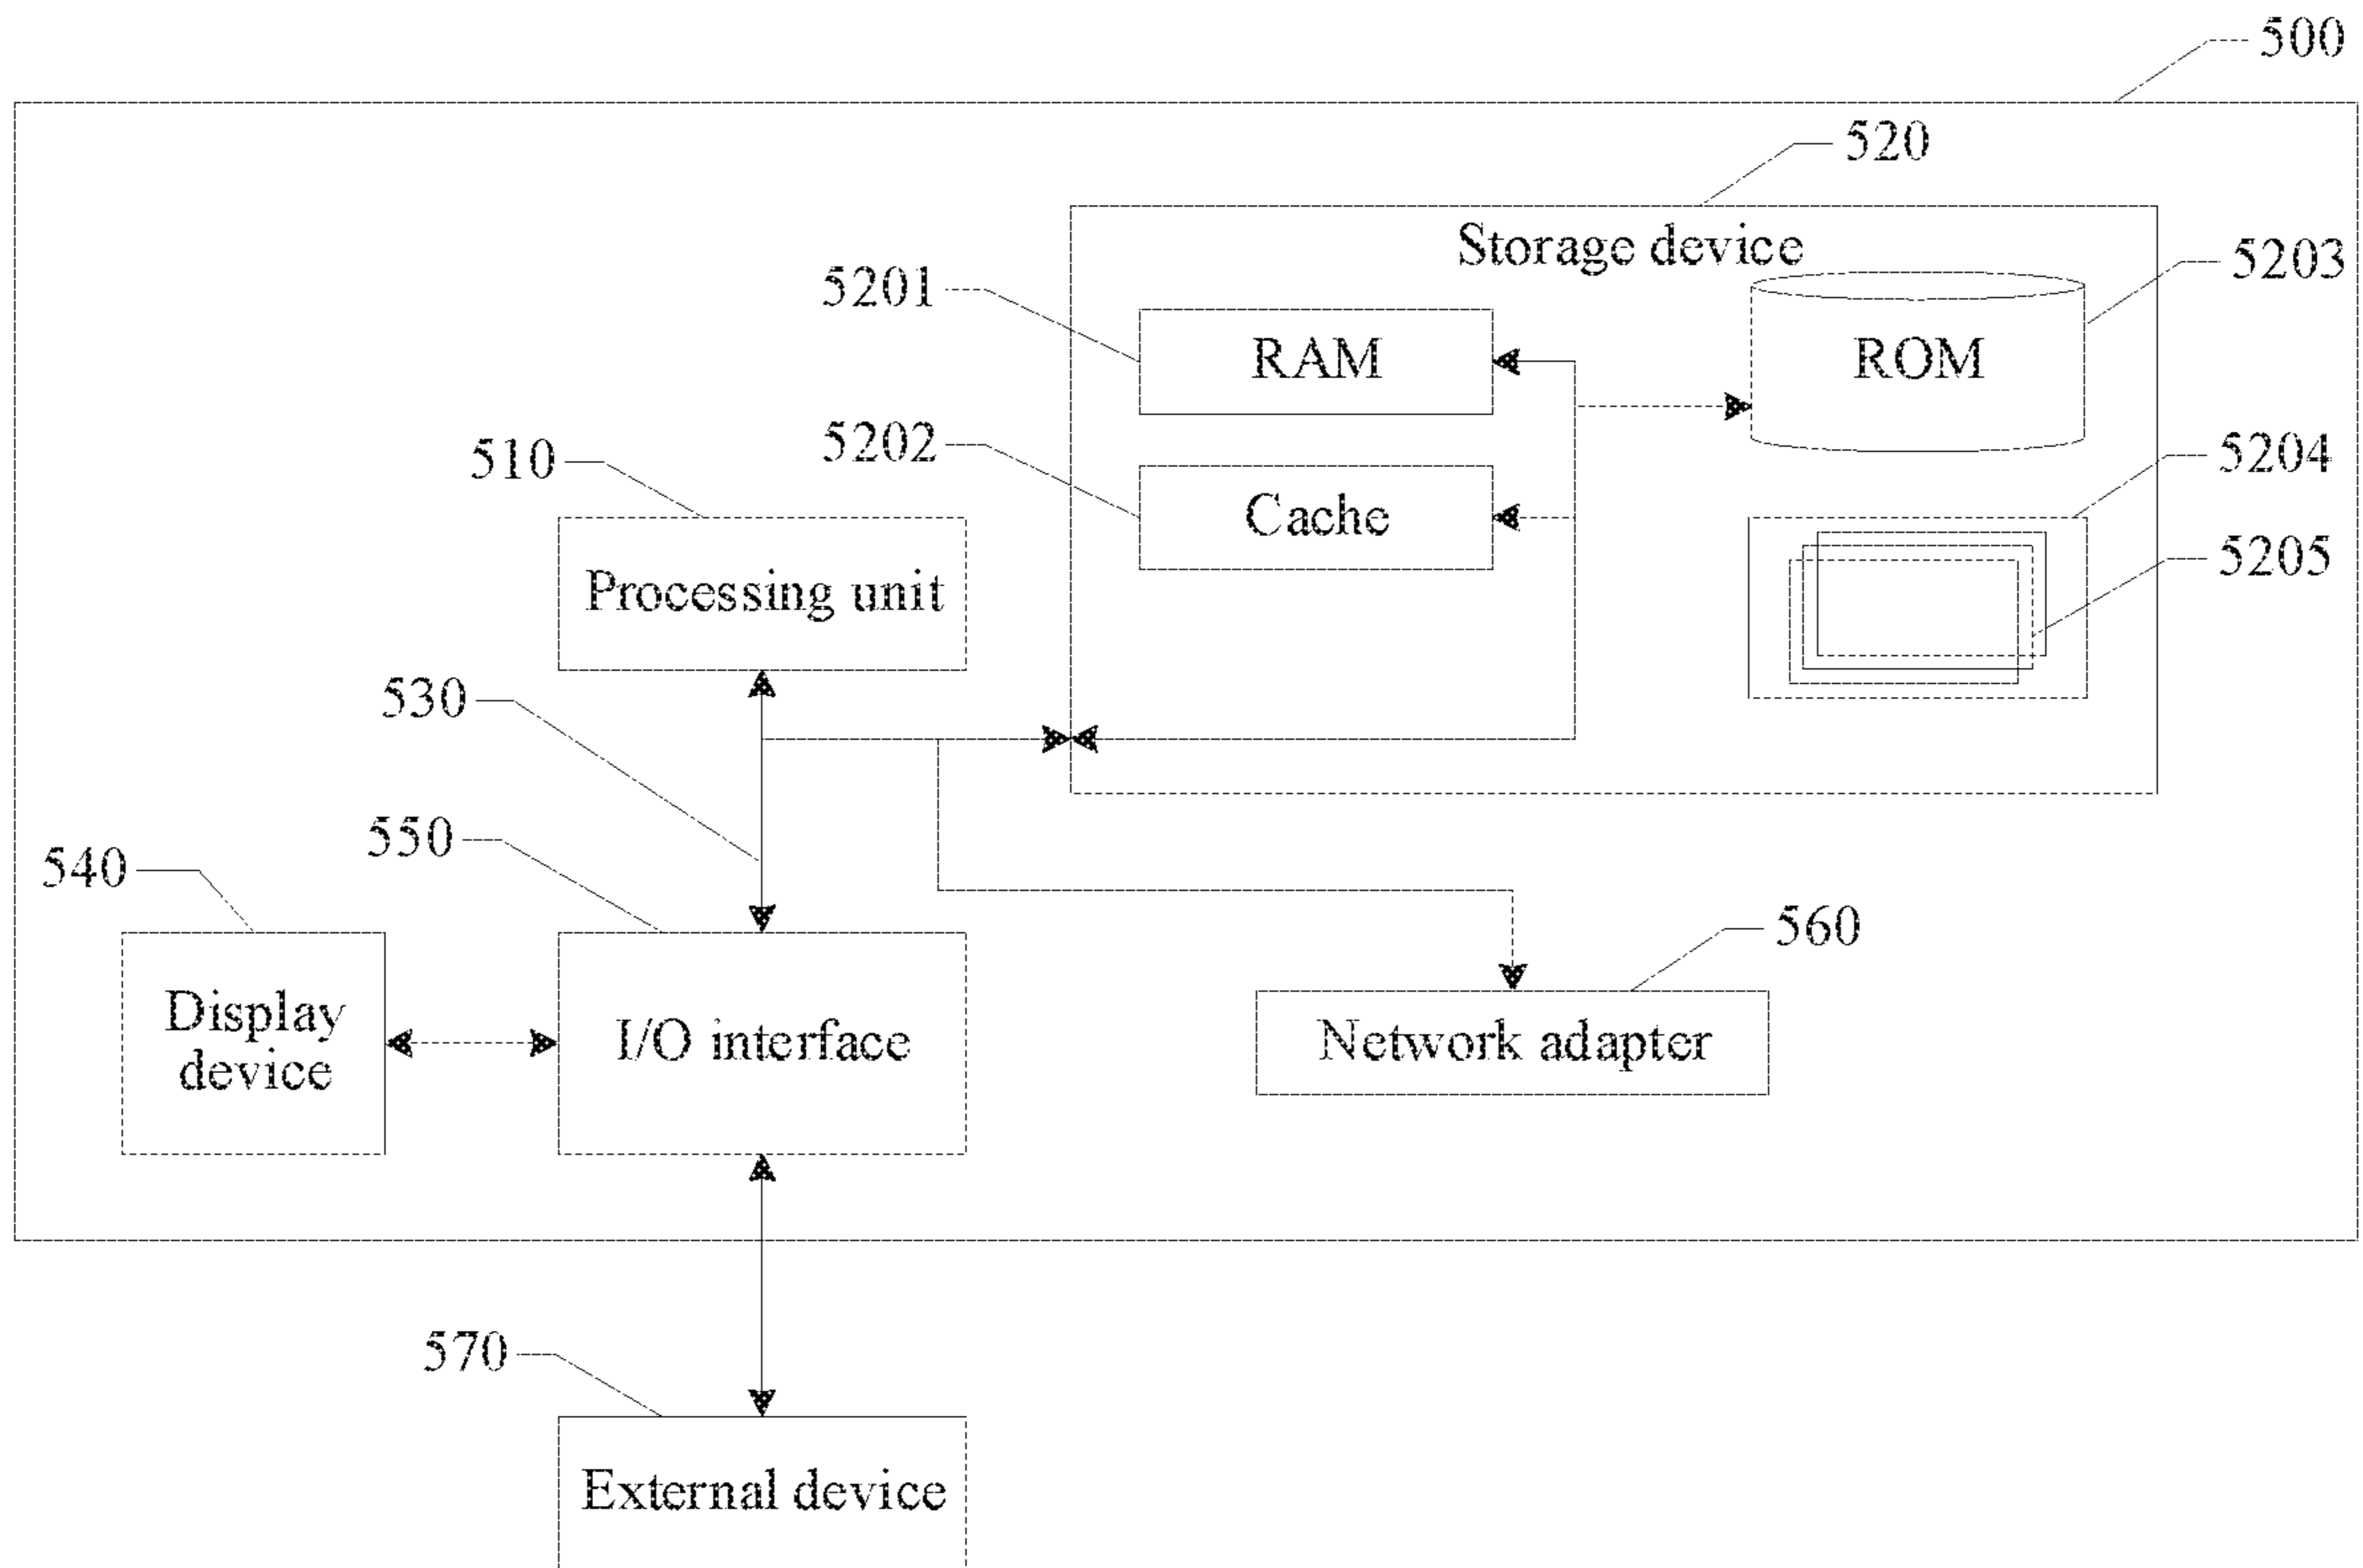 500
520
Storage device
5203
5201
RAM
ROM
5202
510
5204
Cache
5205
Processing unit
530
550
540
560
Display
device
I/O interface
Network adapter
570
External device